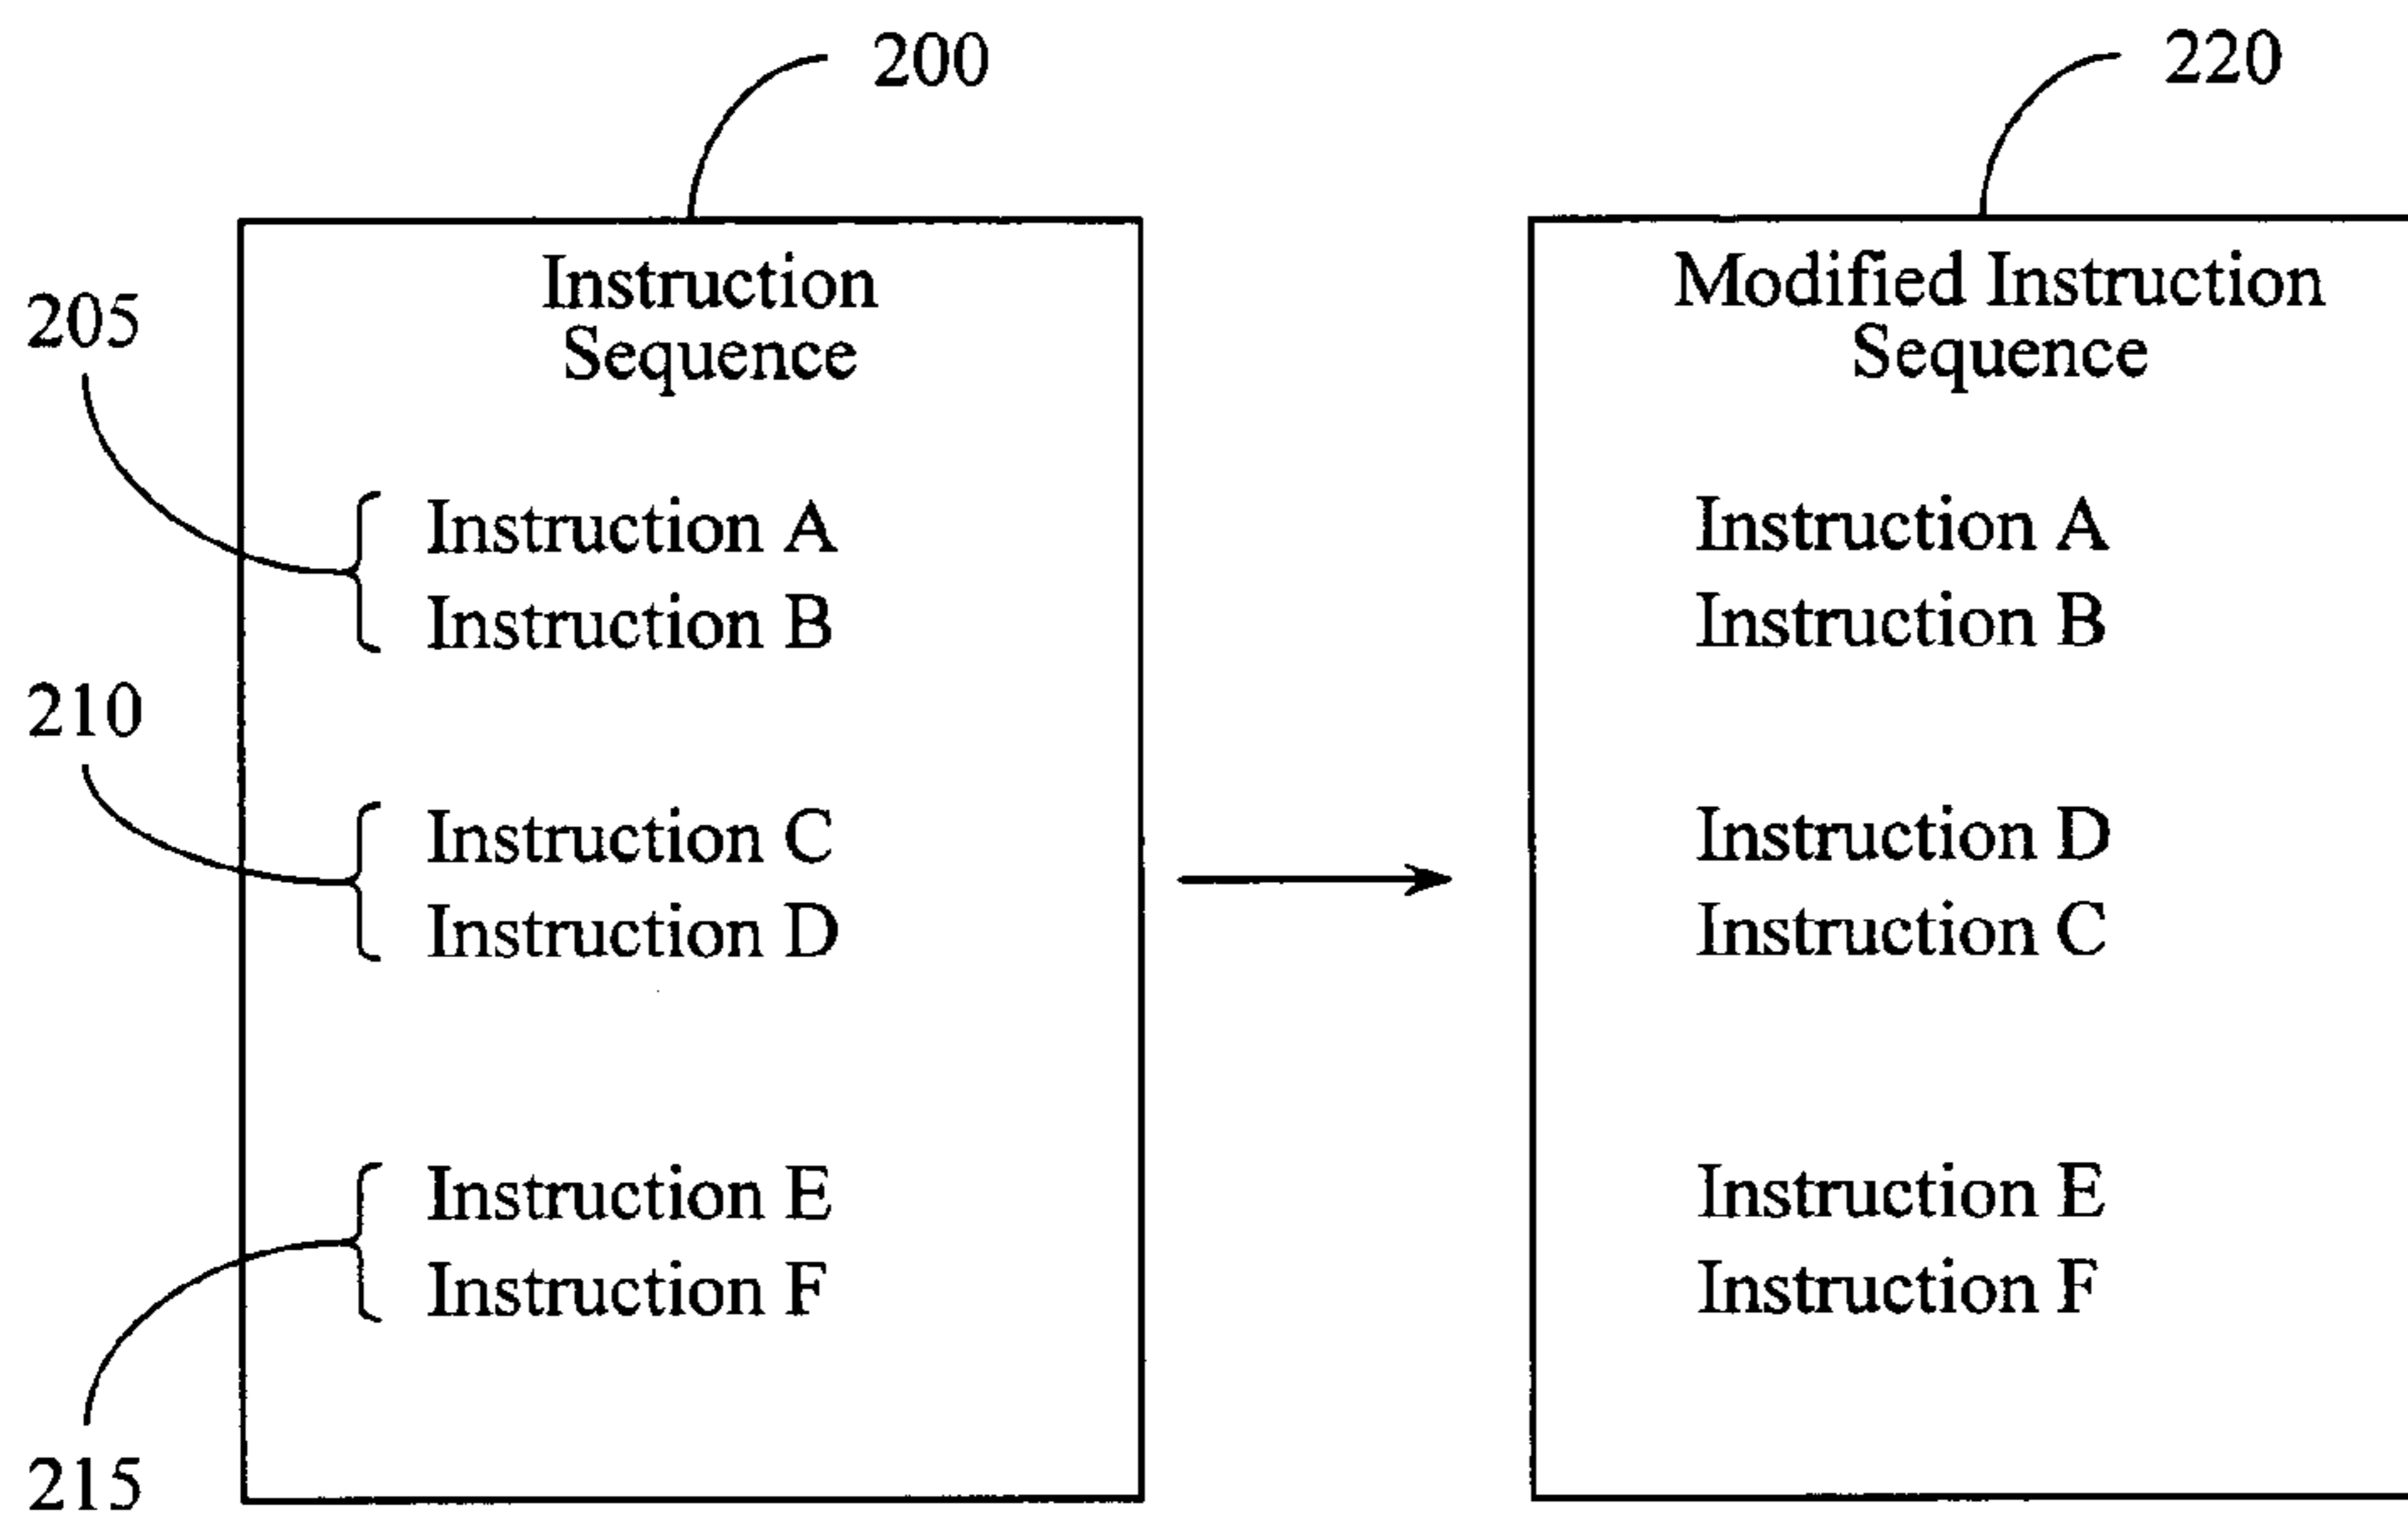 200
220
Instruction
Sequence
205
Instruction A
Instruction B
210
Instruction C
Instruction D
Instruction E
Instruction F
215
Modified Instruction
Sequence
Instruction A
Instruction B
Instruction D
Instruction C
Instruction E
Instruction F